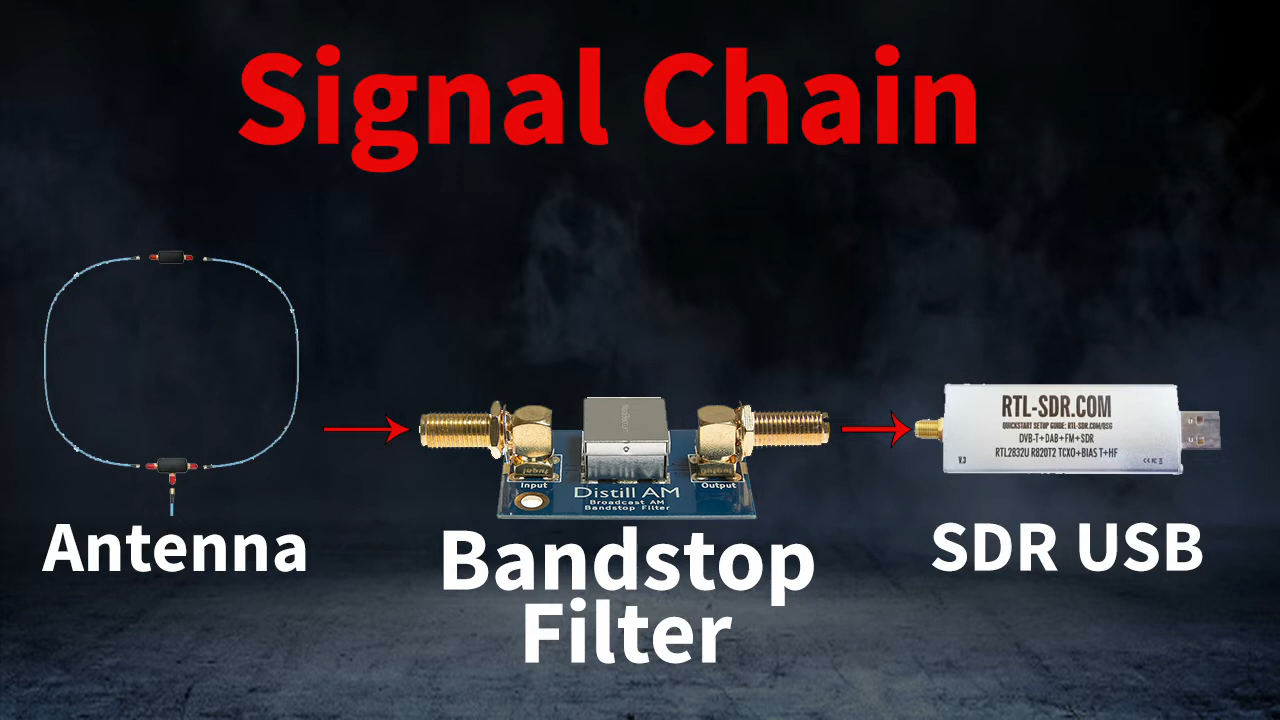 Signal Chain
Antenna
Input
Output
Distill AM
Broadcast AM
Bandstop Filter
Bandstop
Filter
RTL-SDR.COM
QUICKSTART SETUP GUIDE: RTL-SDR.COM/QSG
DVB-T+DAB+FM+SDR
RTL2832U R820T2 TCXO+BIAS T+HF
V.3
SDR USB